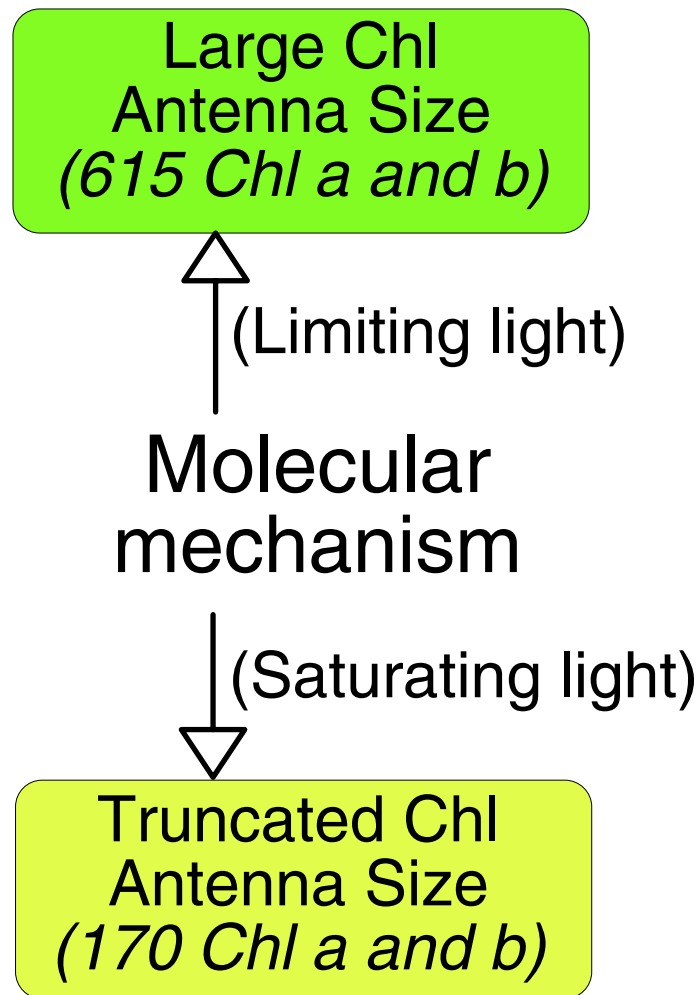 Large Chl
Antenna Size
(615 Chl a and b)
(Limiting light)
Molecular
mechanism
(Saturating light)
Truncated Chl
Antenna Size
(170 Chl a and b)